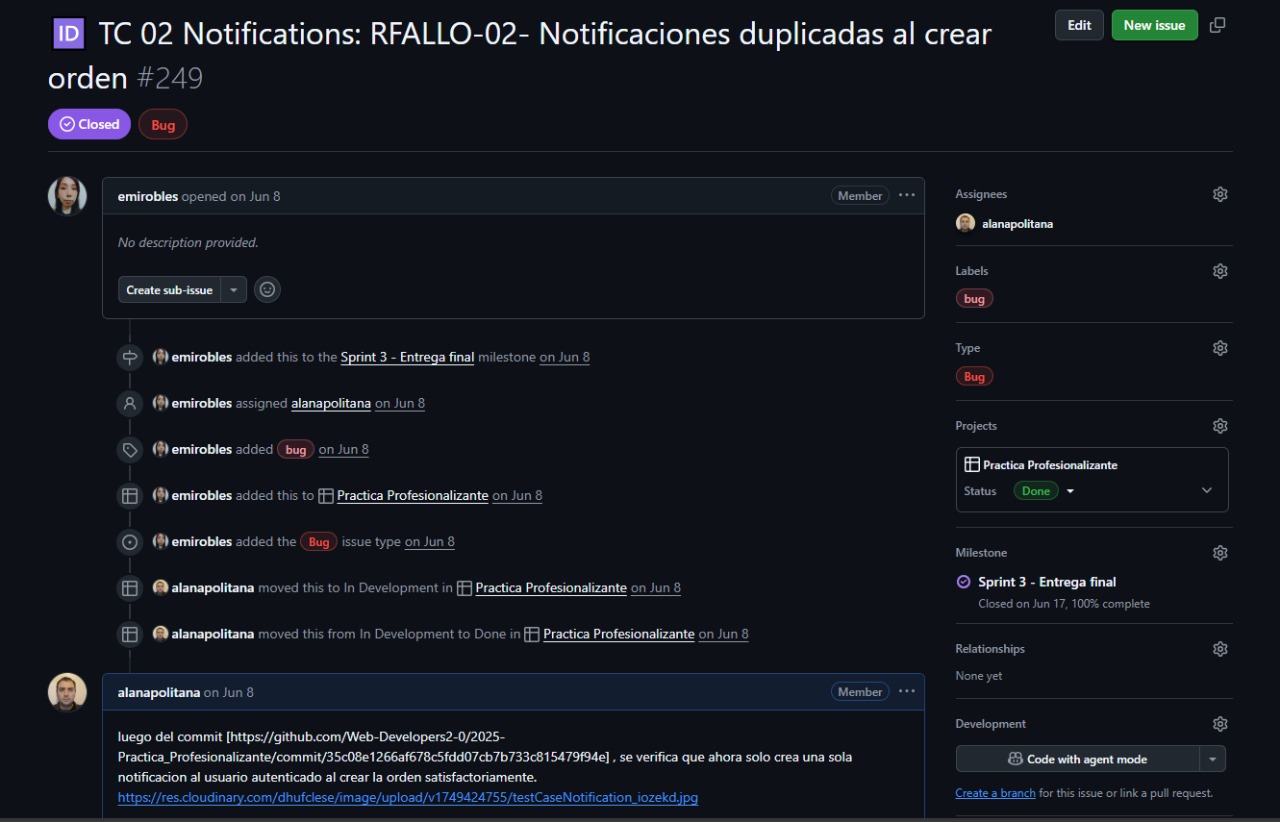 ID TC 02 Notifications: RFALLO-02- Notificaciones duplicadas al crear
orden #249
Edit
New issue
Closed
Bug
emirobles opened on Jun 8
Member
No description provided.
Create sub-issue
emirobles added this to the Sprint 3 - Entrega final milestone on Jun 8
emirobles assigned alanapolitana on Jun 8
emirobles added bug on Jun 8
emirobles added this to Practica Profesionalizante on Jun 8
emirobles added the Bug issue type on Jun 8
alanapolitana moved this to In Development in Practica Profesionalizante on Jun 8
alanapolitana moved this from In Development to Done in Practica Profesionalizante on Jun 8
alanapolitana on Jun 8
Member
luego del commit [https://github.com/Web-Developers2-0/2025-
Practica_Profesionalizante/commit/35c08e1266af678c5fdd07cb7b733c815479f94e] , se verifica que ahora solo crea una sola
notificacion al usuario autenticado al crear la orden satisfactoriamente.
https://res.cloudinary.com/dhufclese/image/upload/v1749424755/testCaseNotification_iozekd.jpg
Assignees
alanapolitana
Labels
bug
Type
Bug
Projects
Practica Profesionalizante
Status Done
Milestone
Sprint 3 - Entrega final
Closed on Jun 17, 100% complete
Relationships
None yet
Development
Code with agent mode
Create a branch for this issue or link a pull request.